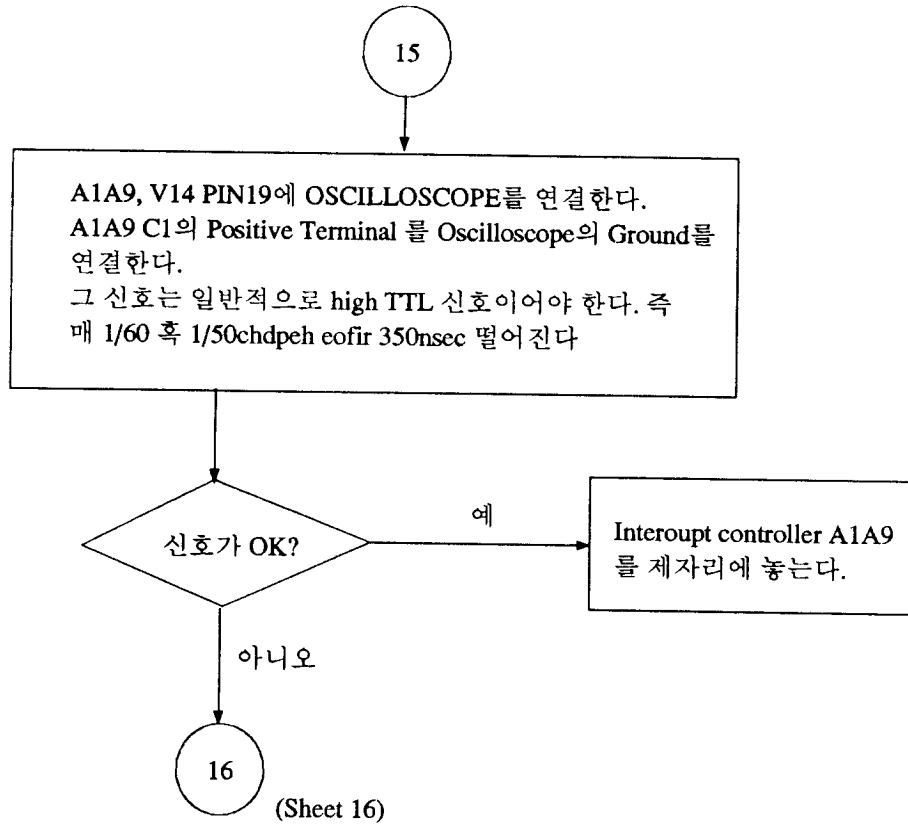 15
A1A9, V14 PIN19에 OSCILLOSCOPE를 연결한다.
A1A9 C1의 Positive Terminal 를 Oscilloscope의 Ground를
연결한다.
그 신호는 일반적으로 high TTL 신호이어야 한다. 즉
매 1/60 혹 1/50chdpeh eofir 350nsec 떨어진다
신호가 OK?
예
Interoupt controller A1A9
를 제자리에 놓는다.
아니오
16
(Sheet 16)